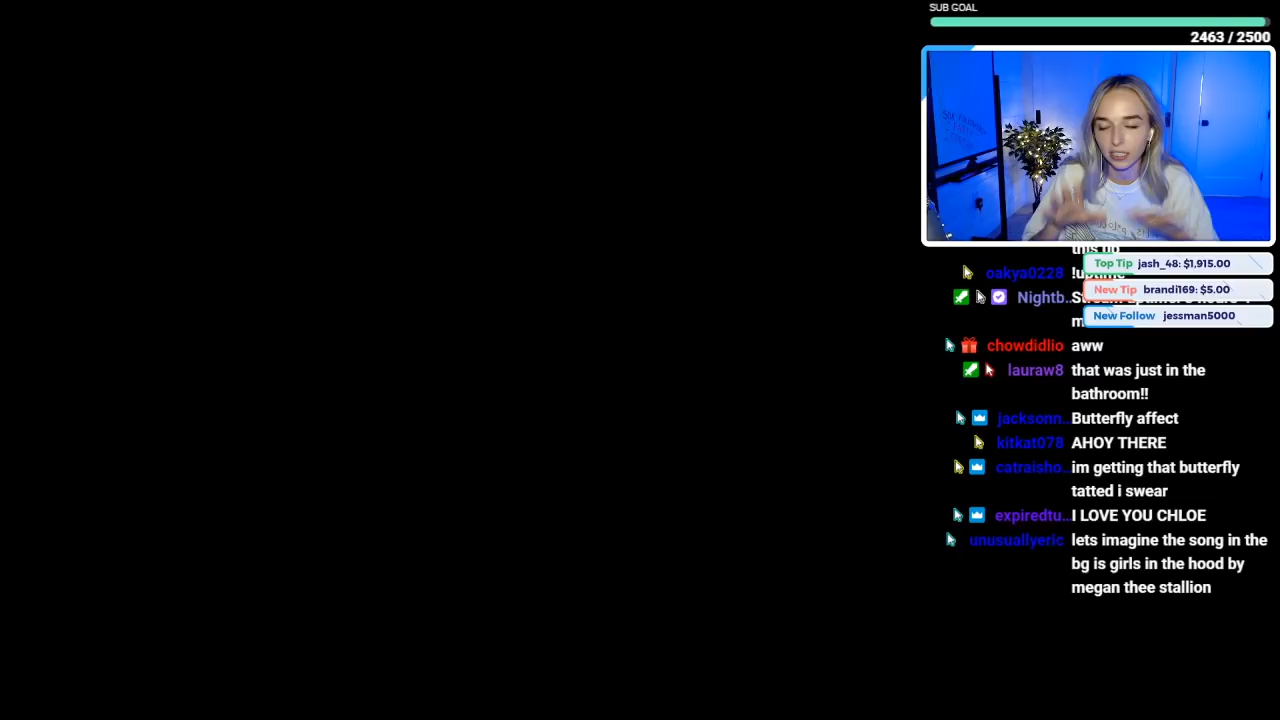 SUB GOAL
2463 / 2500
Top Tip jash_48: $1,915.00
oakya0228 !uptime
New Tip brandi169: $5.00
Nightb..
New Follow jessman5000
chowdidlio aww
lauraw8 that was just in the
bathroom!!
jacksonn.. Butterfly affect
kitkat078 AHOY THERE
catraisho.. im getting that butterfly
tatted i swear
expiredtu.. I LOVE YOU CHLOE
unusuallyeric lets imagine the song in the
bg is girls in the hood by
megan thee stallion